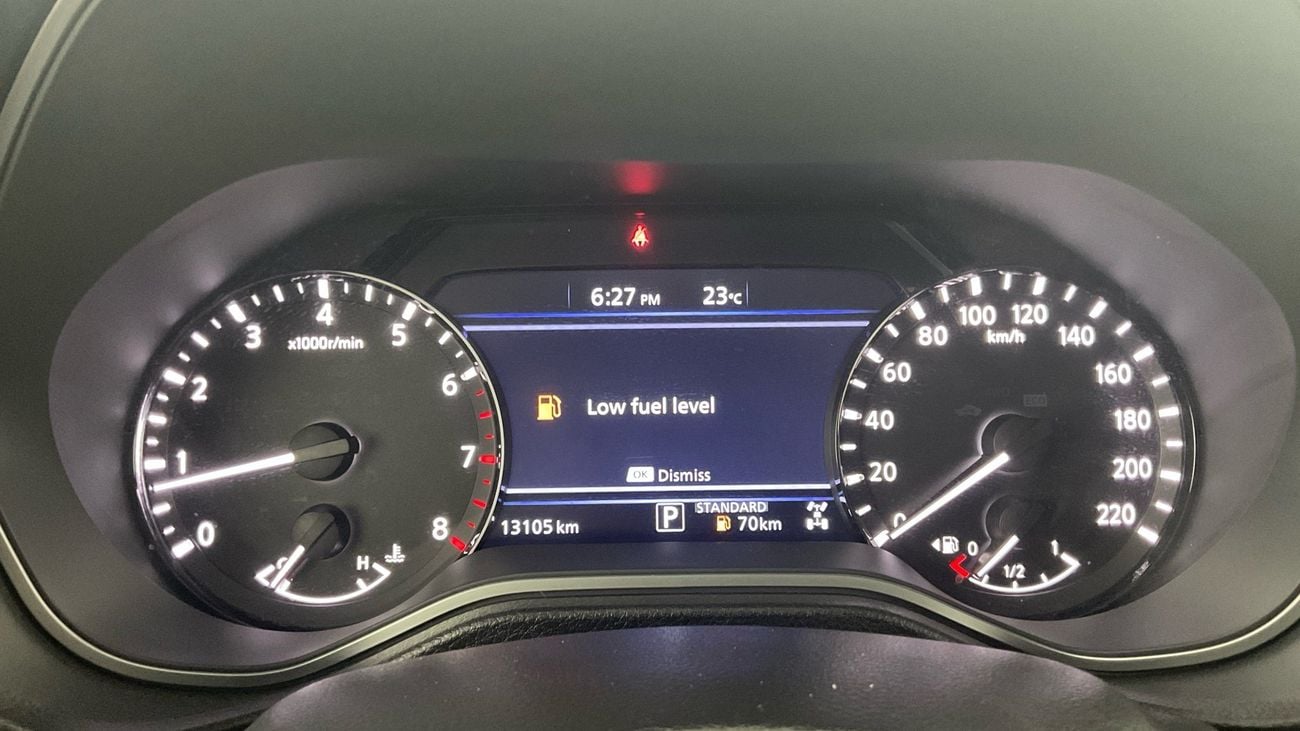 6:27 PM 23°C
4
3 5
x1000r/min
2 6
1 7
0 8
C H
Low fuel level
OK Dismiss
13105 km P STANDARD
70km
100 120
80 km/h 140
60 160
40 180
20 200
0 220
ECO
0 1/2 1